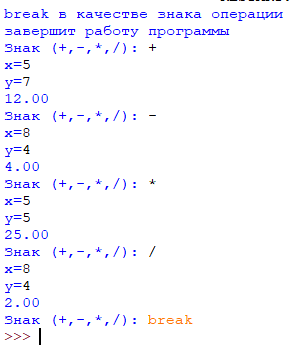 break в качестве знака операции
завершит работу программы
Знак (+,-,*,/): +
x=5
y=7
12.00
Знак (+,-,*,/): -
x=8
y=4
4.00
Знак (+,-,*,/): *
x=5
y=5
25.00
Знак (+,-,*,/): /
x=8
y=4
2.00
Знак (+,-,*,/): break
>>>